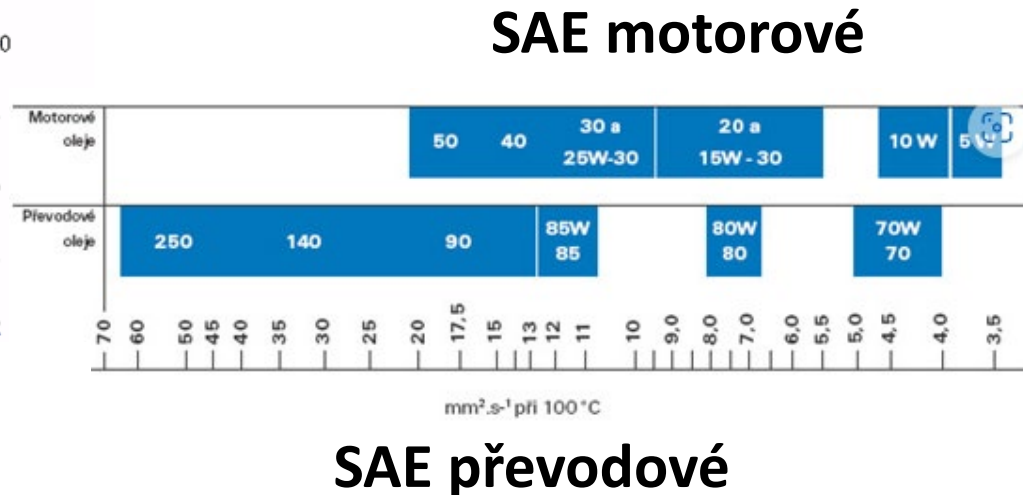 SAE motorové
0
Motorové
oleje
50 40 30 a 20 a 10 W 5 W
25W-30 15W - 30
Převodové
oleje
250 140 90 85W 80W 70W
85 80 70
70 60 50 45 40 35 30 25 20 17,5 15 13 12 11 10 9,0 8,0 7,0 6,0 5,5 5,0 4,5 4,0 3,5
mm².s-¹ při 100 °C
SAE převodové